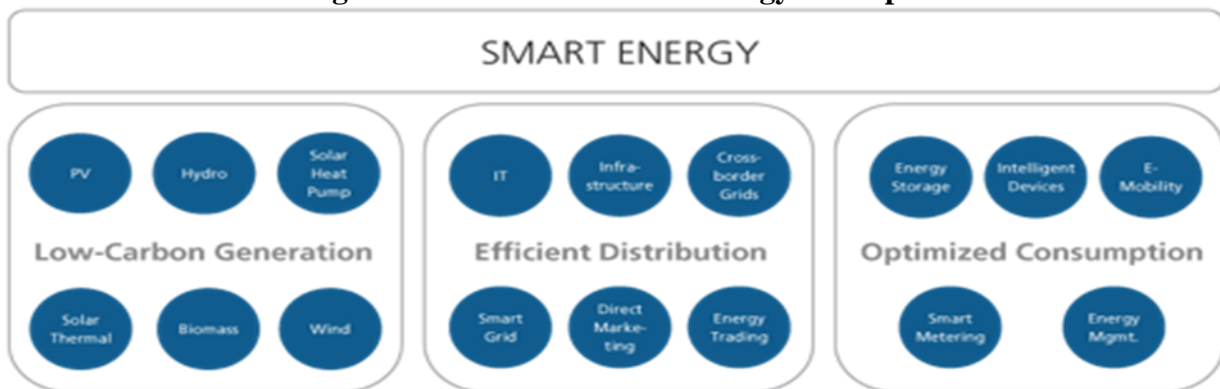 SMART ENERGY
PV
Hydro
Solar
Heat
Pump
Low-Carbon Generation
Solar
Thermal
Biomass
Wind
IT
Infra-
structure
Cross-
border
Grids
Efficient Distribution
Smart
Grid
Direct
Marke-
ting
Energy
Trading
Energy
Storage
Intelligent
Devices
E-
Mobility
Optimized Consumption
Smart
Metering
Energy
Mgmt.